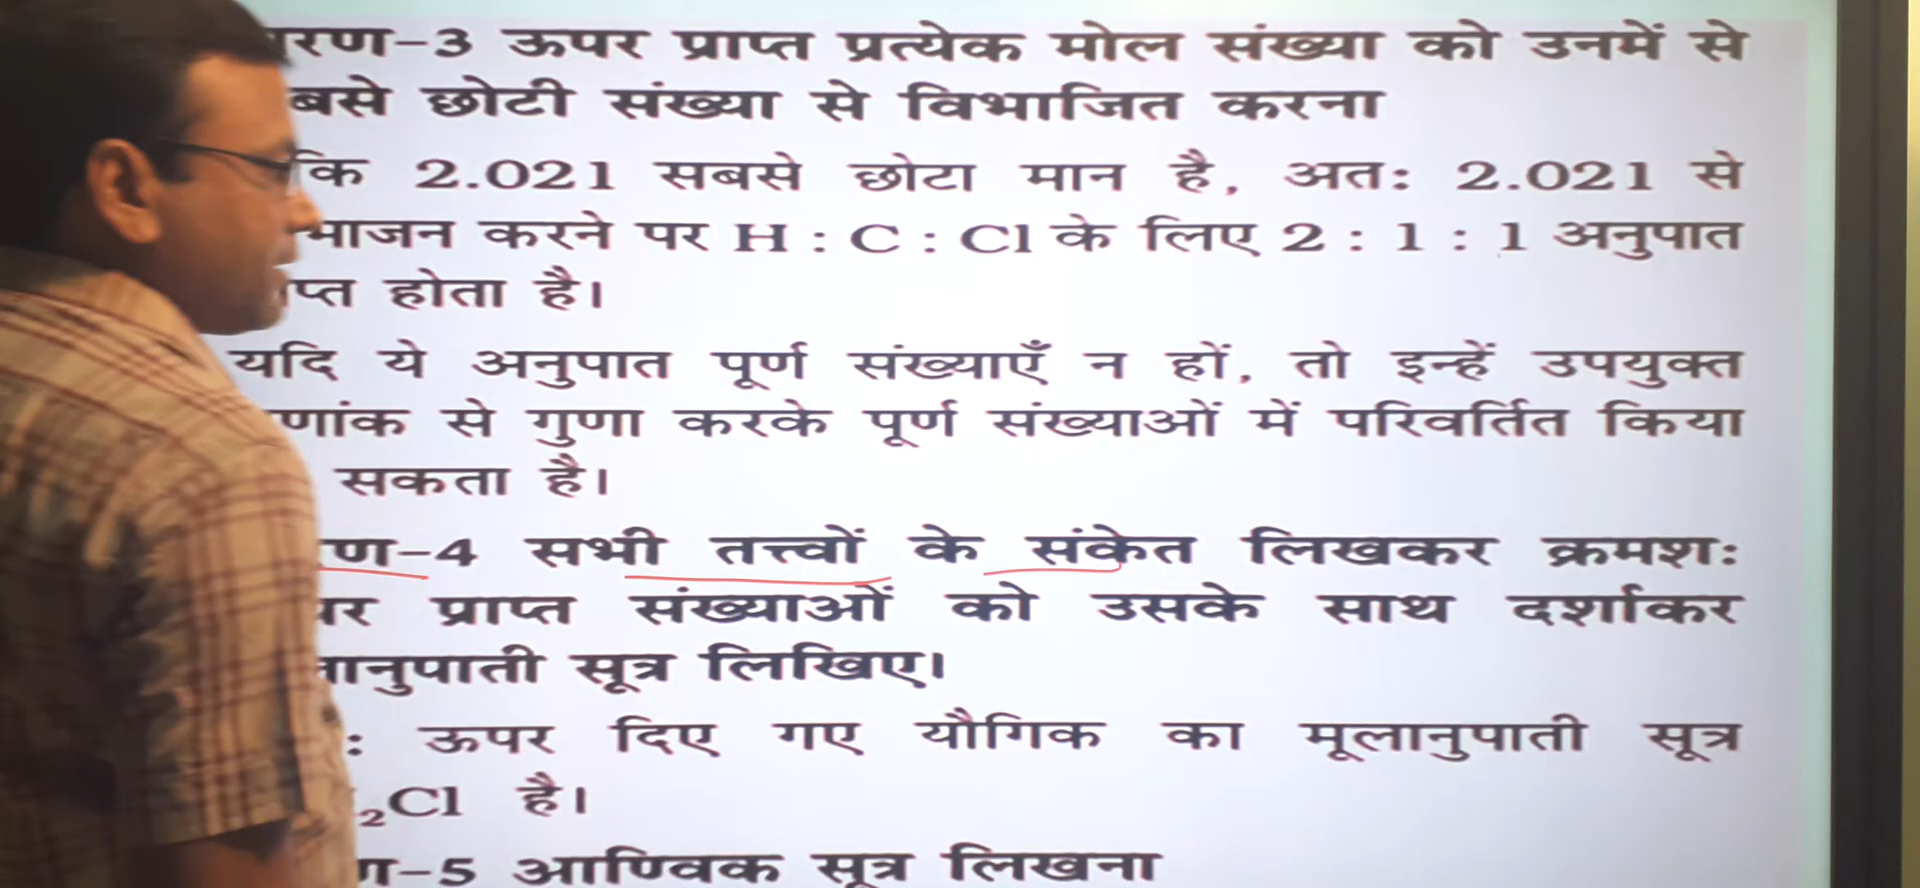 रण-3 ऊपर प्राप्त प्रत्येक मोल संख्या को उनमें से
बसे छोटी संख्या से विभाजित करना
कि 2.021 सबसे छोटा मान है, अतः 2.021 से
भाजन करने पर H : C : Cl के लिए 2 : 1 : 1 अनुपात
प्त होता है।
यदि ये अनुपात पूर्ण संख्याएँ न हों, तो इन्हें उपयुक्त
णांक से गुणा करके पूर्ण संख्याओं में परिवर्तित किया
सकता है।
ण-4 सभी तत्त्वों के संकेत लिखकर क्रमशः
पर प्राप्त संख्याओं को उसके साथ दर्शाकर
लानुपाती सूत्र लिखिए।
: ऊपर दिए गए यौगिक का मूलानुपाती सूत्र
₂Cl है।
ण-5 आण्विक सूत्र लिखना